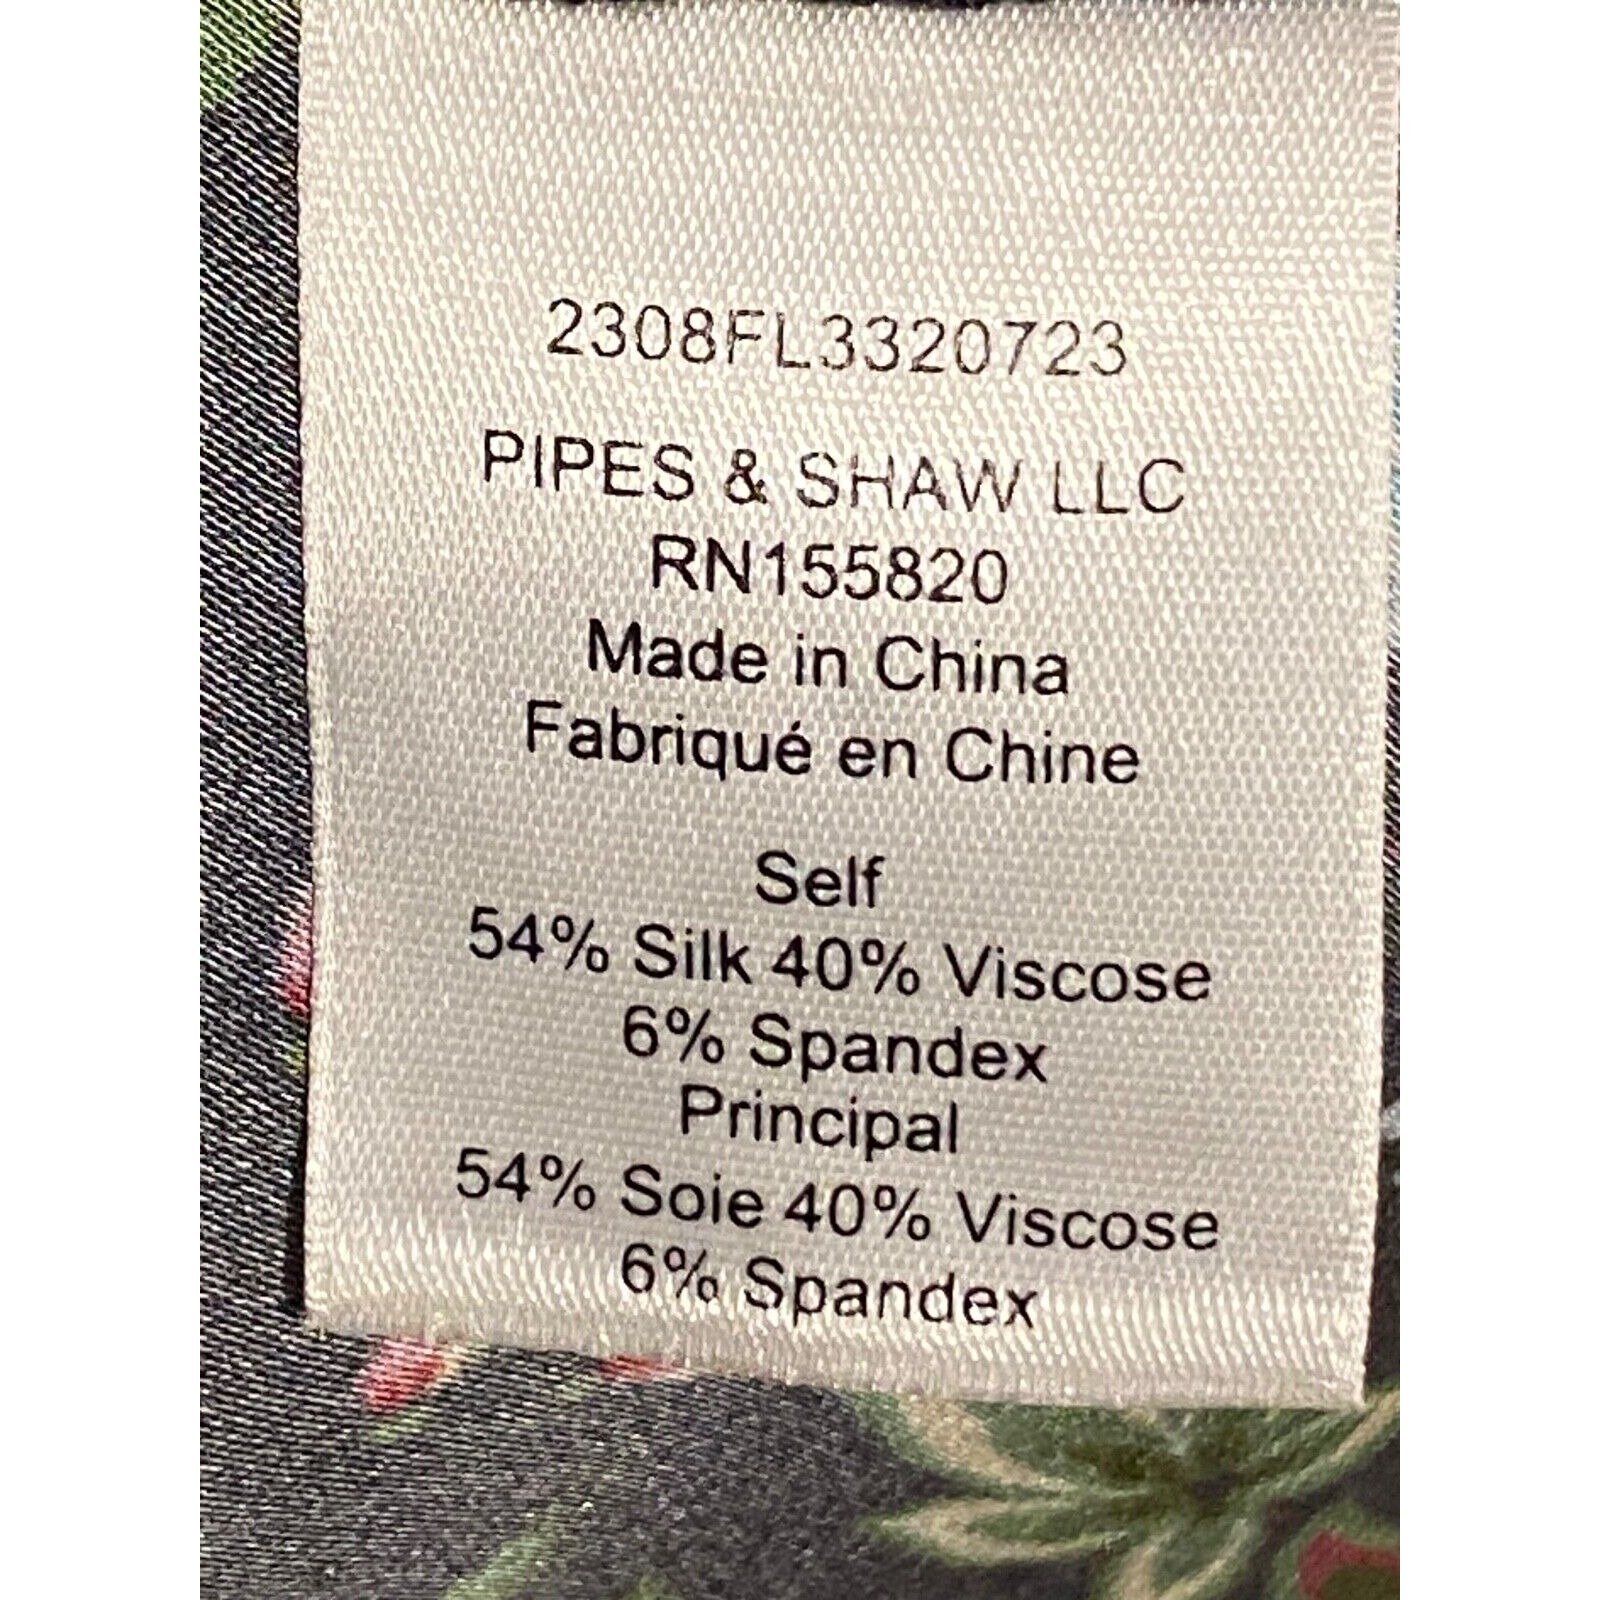 2308FL3320723
PIPES & SHAW LLC
RN155820
Made in China
Fabriqué en Chine
Self
54% Silk 40% Viscose
6% Spandex
Principal
54% Soie 40% Viscose
6% Spandex